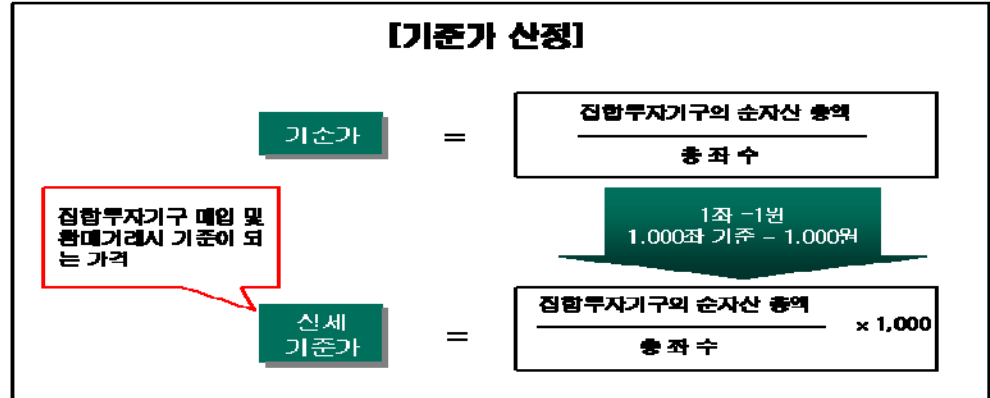 [기준가 산정]
기준가
=
집합투자기구의 순자산 총액
총 좌 수
집합투자기구 매입 및
환매거래시 기준이 되
는 가격
1좌 -1원
1.000좌 기준 - 1.000원
실제
기준가
=
집합투자기구의 순자산 총액
총 좌 수
× 1,000